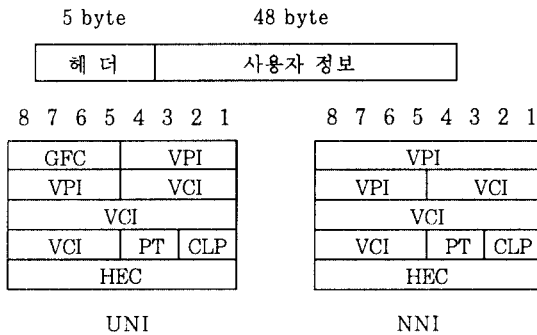 5 byte 48 byte
헤 더 사용자 정보
8 7 6 5 4 3 2 1 8 7 6 5 4 3 2 1
GFC VPI VPI
VPI VCI VPI VCI
VCI VCI
VCI PT CLP VCI PT CLP
HEC HEC
UNI NNI